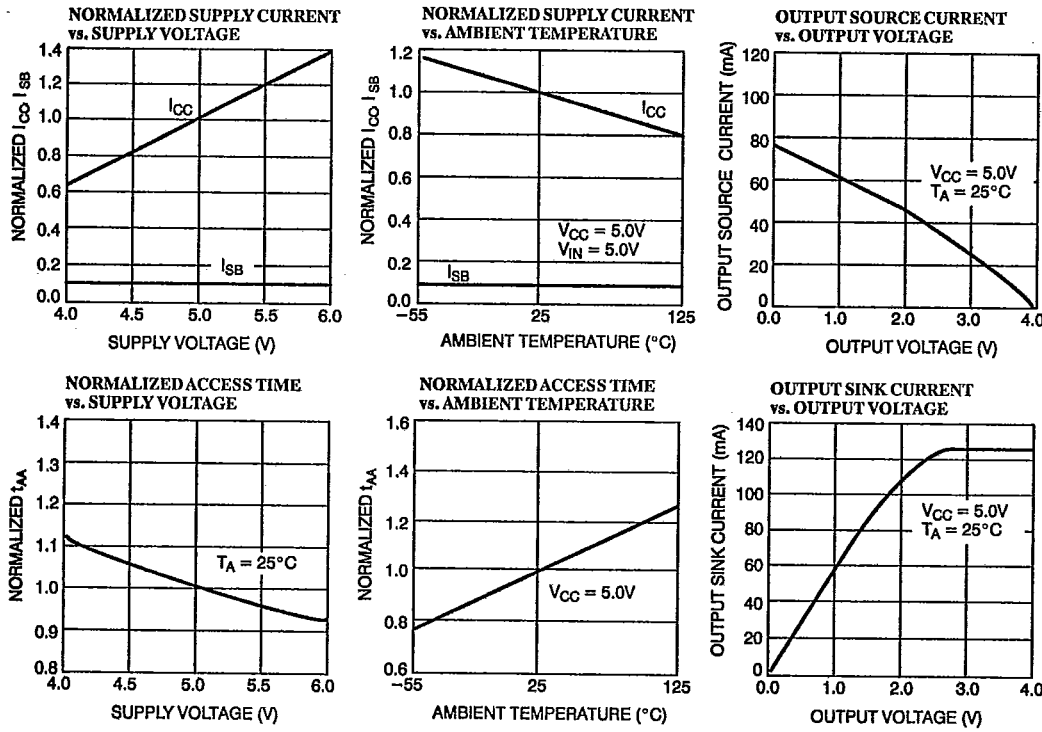 NORMALIZED SUPPLY CURRENT
vs. SUPPLY VOLTAGE
NORMALIZED ICC, ISB
1.4
1.2
1.0
0.8
0.6
0.4
0.2
0.0
ICC
ISB
4.0 4.5 5.0 5.5 6.0
SUPPLY VOLTAGE (V)
NORMALIZED SUPPLY CURRENT
vs. AMBIENT TEMPERATURE
NORMALIZED ICC, ISB
1.2
1.0
0.8
0.6
0.4
0.2
0.0
ICC
VCC = 5.0V
VIN = 5.0V
ISB
−55 25 125
AMBIENT TEMPERATURE (°C)
OUTPUT SOURCE CURRENT
vs. OUTPUT VOLTAGE
OUTPUT SOURCE CURRENT (mA)
120
100
80
60
40
20
0
VCC = 5.0V
TA = 25°C
0.0 1.0 2.0 3.0 4.0
OUTPUT VOLTAGE (V)
NORMALIZED ACCESS TIME
vs. SUPPLY VOLTAGE
NORMALIZED tAA
1.4
1.3
1.2
1.1
1.0
0.9
0.8
TA = 25°C
4.0 4.5 5.0 5.5 6.0
SUPPLY VOLTAGE (V)
NORMALIZED ACCESS TIME
vs. AMBIENT TEMPERATURE
NORMALIZED tAA
1.6
1.4
1.2
1.0
0.8
0.6
VCC = 5.0V
−55 25 125
AMBIENT TEMPERATURE (°C)
OUTPUT SINK CURRENT
vs. OUTPUT VOLTAGE
OUTPUT SINK CURRENT (mA)
140
120
100
80
60
40
20
0
VCC = 5.0V
TA = 25°C
0.0 1.0 2.0 3.0 4.0
OUTPUT VOLTAGE (V)